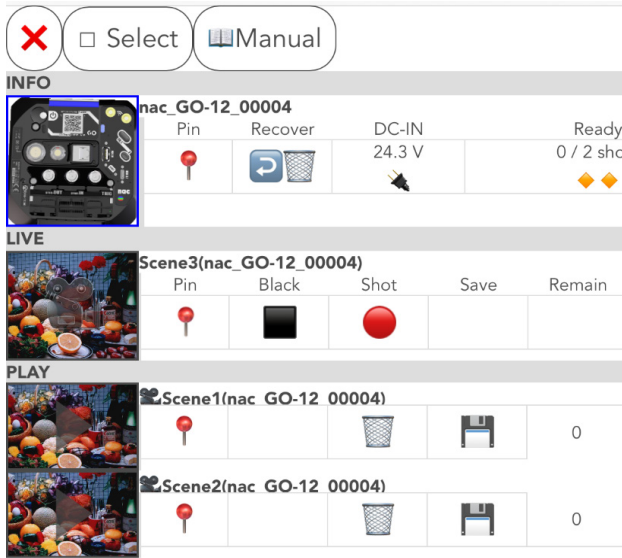 Select Manual
INFO
nac_GO-12_00004
Pin Recover DC-IN Ready
24.3 V 0 / 2 sho
LIVE
Scene3(nac_GO-12_00004)
Pin Black Shot Save Remain
PLAY
Scene1(nac_GO-12_00004)
0
Scene2(nac_GO-12_00004)
0